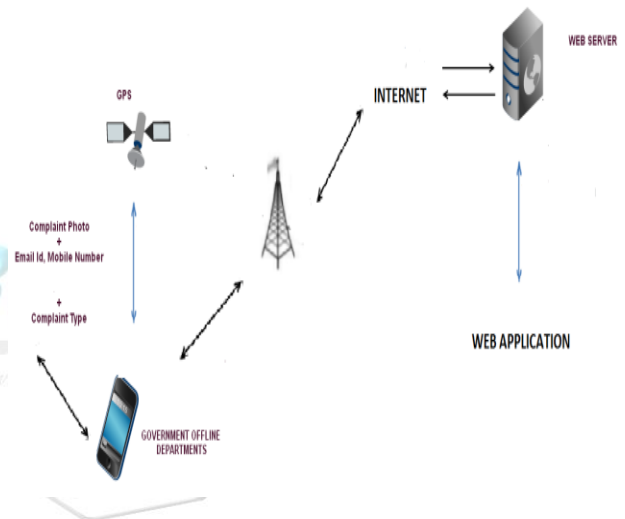 WEB SERVER
GPS
INTERNET
Complaint Photo
+
Email Id, Mobile Number
+
Complaint Type
WEB APPLICATION
GOVERNMENT OFFLINE
DEPARTMENTS